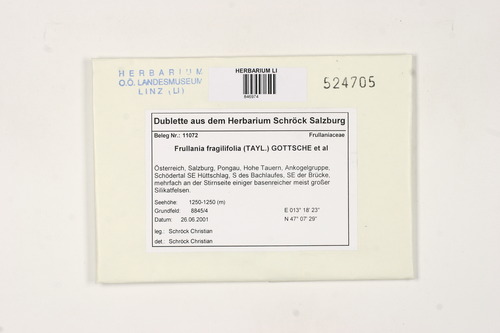 HERBARIUM
O.Ö. LANDESMUSEUM
LINZ (LI)
HERBARIUM LI
524705
Dublette aus dem Herbarium Schröck Salzburg
Beleg Nr.: 11072 Frullaniaceae
Frullania fragilifolia (TAYL.) GOTTSCHE et al
Österreich, Salzburg, Pongau, Hohe Tauern, Ankogelgruppe,
Schödertal SE Hüttschlag, S des Bachlaufes, SE der Brücke,
mehrfach an der Stirnseite einiger basenreicher meist großer
Silikatfelsen.
Seehöhe: 1250-1250 (m)
Grundfeld: 8845/4 E 013° 18' 23"
Datum: 26.06.2001 N 47° 07' 29"
leg.: Schröck Christian
det.: Schröck Christian